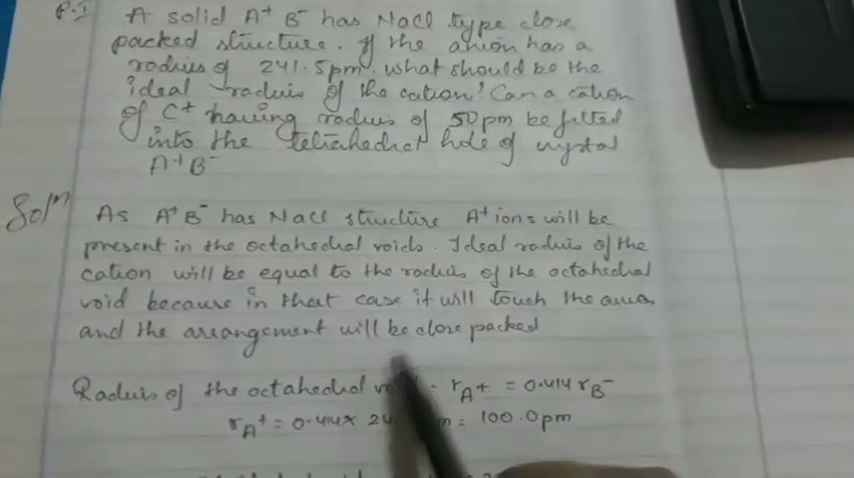 P.1 A solid A⁺ B⁻ has NaCl type close
packed structure. If the anion has a
radius of 241.5pm. what should be the
ideal radius of the cation? Can a cation
of C⁺ having radius of 50pm be fitted
into the tetrahedral hole of crystal
A⁺B⁻
Solⁿ As A⁺B⁻ has NaCl structure A⁺ ions will be
present in the octahedral voids. Ideal radius of the
cation will be equal to the radius of the octahedral
void because in that case it will touch the
and the arrangement will be close packed
Radius of the octahedral = rA⁺ = 0.414 rB⁻
rA⁺ = 0.414 × 24 m = 100.0pm